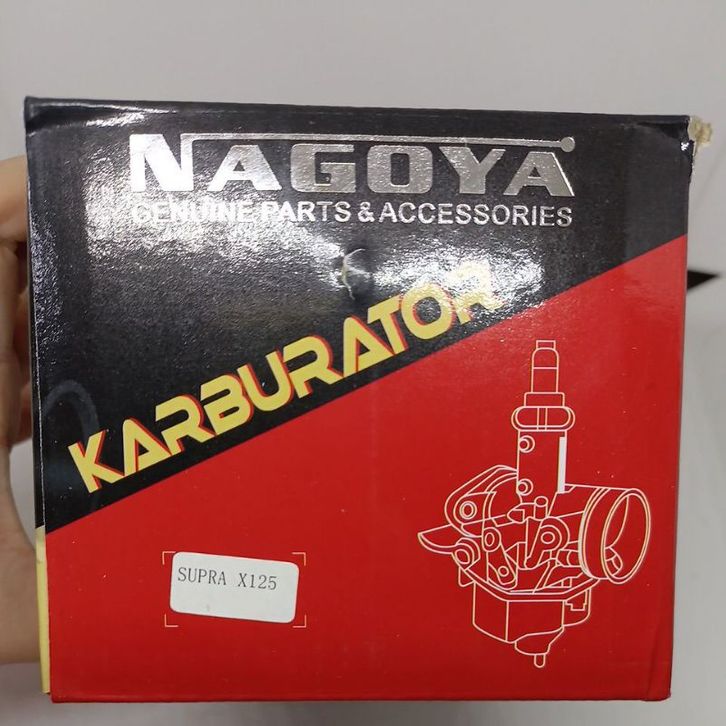 NAGOYA
GENUINE PARTS & ACCESSORIES
KARBURATOR
SUPRA X125